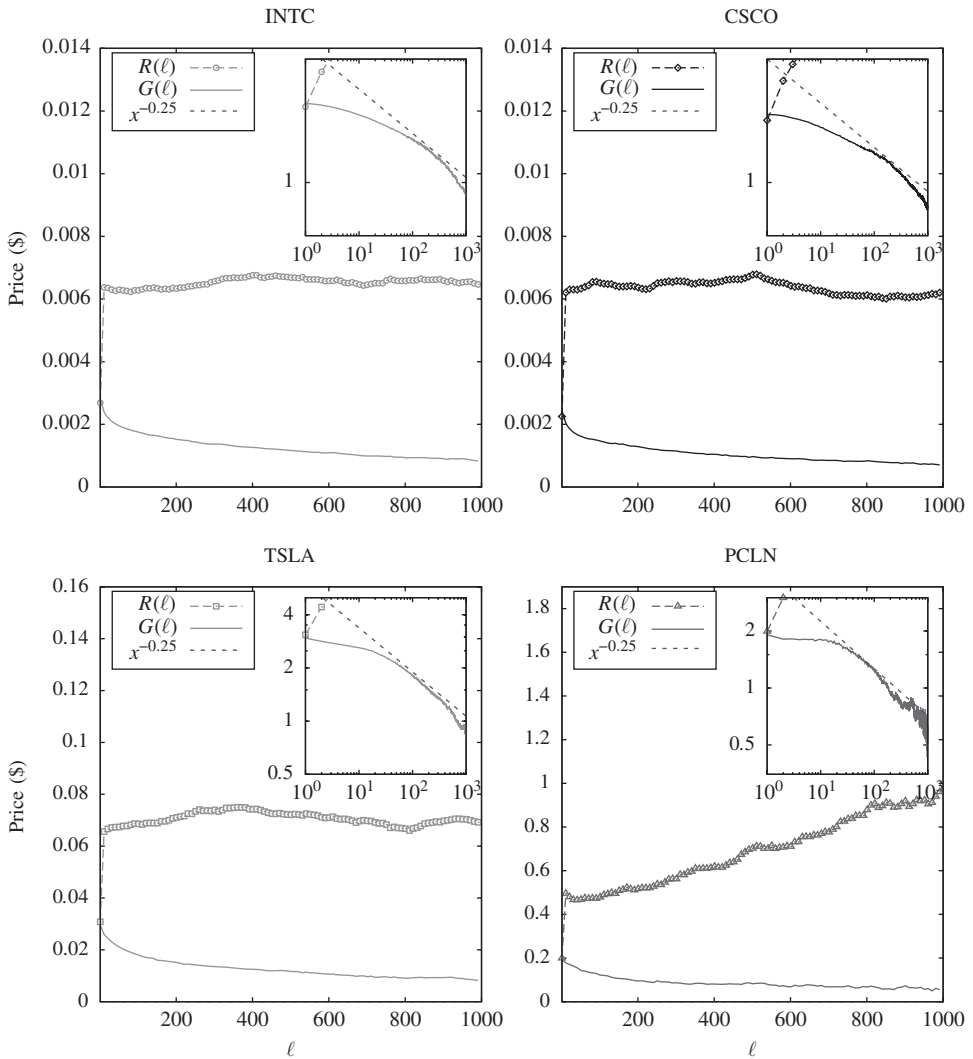 INTC
0.014
0.012
0.01
0.008
0.006
0.004
0.002
0
Price ($)
R(ℓ)
G(ℓ)
x^−0.25
1
10^0 10^1 10^2 10^3
200 400 600 800 1000
CSCO
0.014
0.012
0.01
0.008
0.006
0.004
0.002
0
R(ℓ)
G(ℓ)
x^−0.25
1
10^0 10^1 10^2 10^3
200 400 600 800 1000
TSLA
0.16
0.14
0.12
0.1
0.08
0.06
0.04
0.02
0
Price ($)
R(ℓ)
G(ℓ)
x^−0.25
4
2
1
0.5
10^0 10^1 10^2 10^3
200 400 600 800 1000
ℓ
PCLN
1.8
1.6
1.4
1.2
1
0.8
0.6
0.4
0.2
0
R(ℓ)
G(ℓ)
x^−0.25
2
1
0.5
10^0 10^1 10^2 10^3
200 400 600 800 1000
ℓ